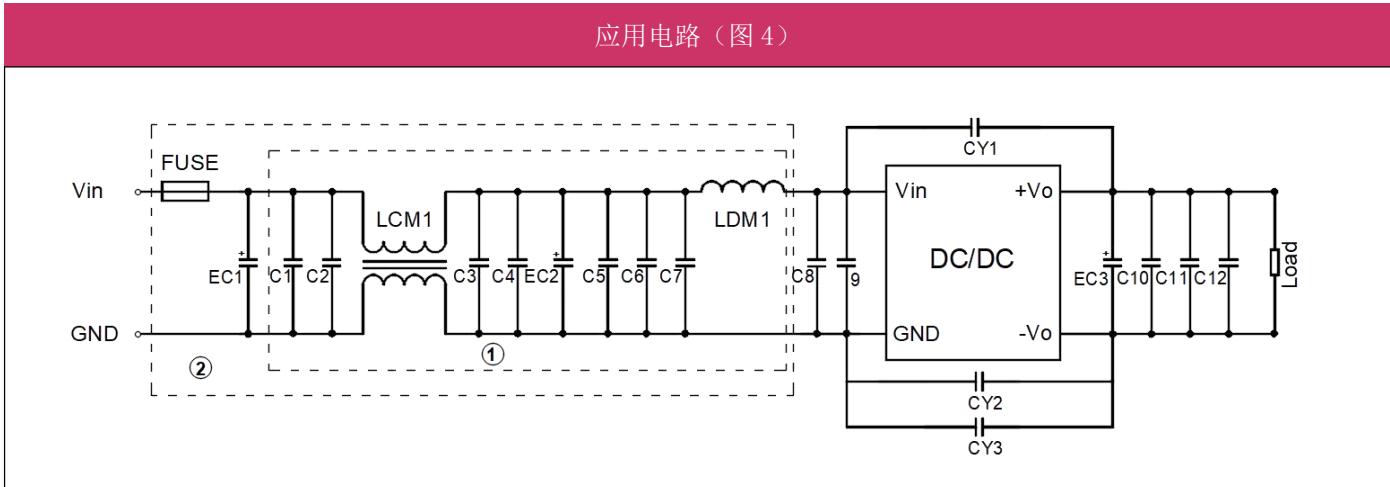 应用电路（图 4）
CY1
FUSE
Vin
Vin
+Vo
LCM1
LDM1
DC/DC
EC1
C1
C2
C3
C4
EC2
C5
C6
C7
C8
9
EC3
C10
C11
C12
Load
GND
GND
-Vo
①
②
CY2
CY3